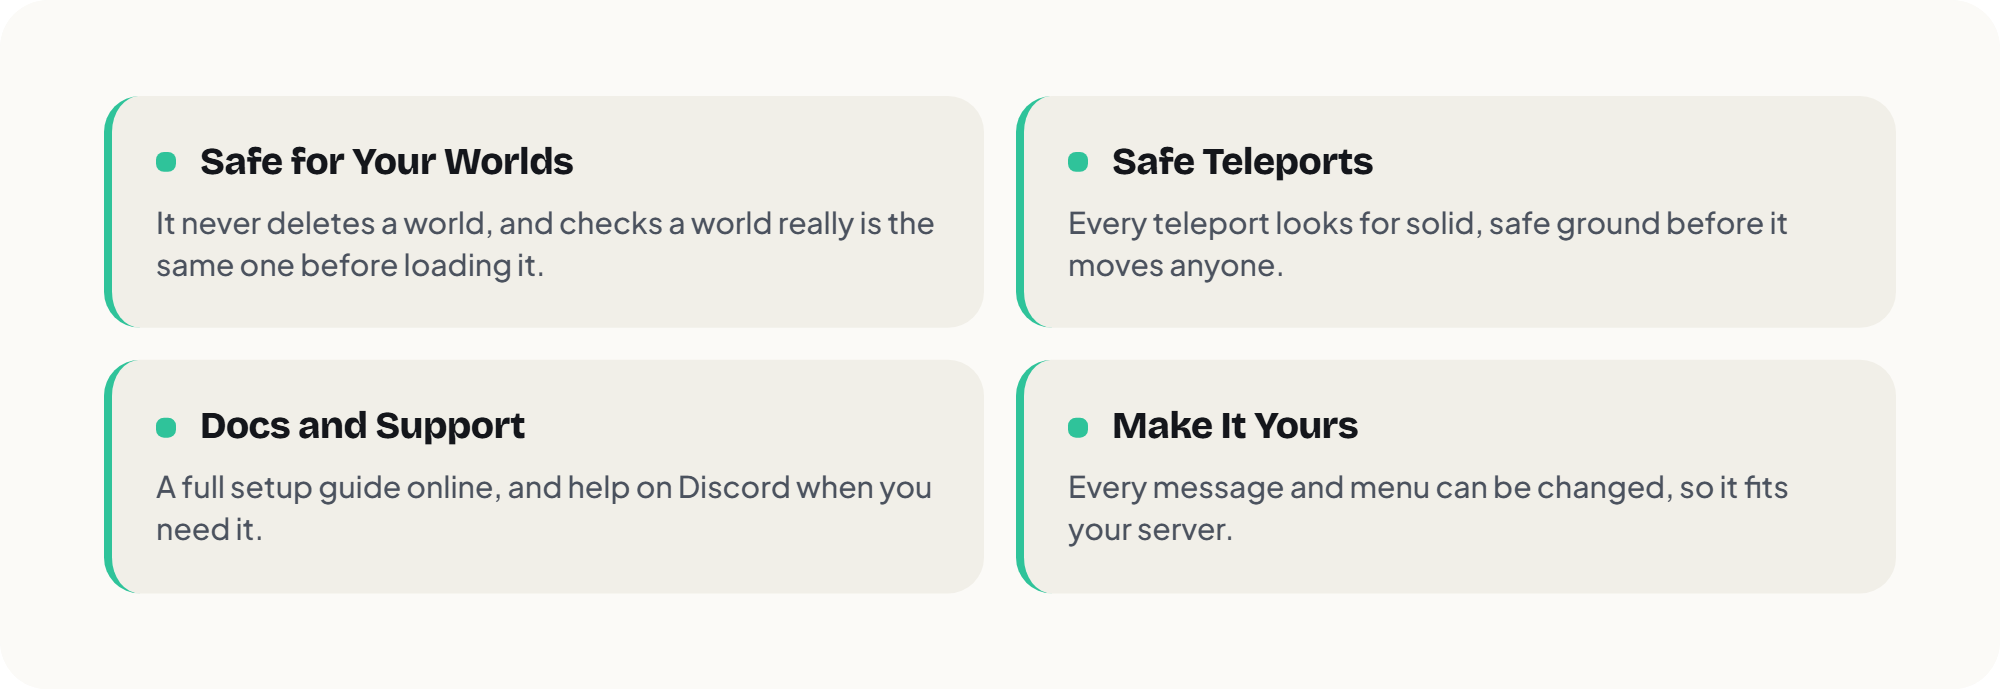 Safe for Your Worlds
It never deletes a world, and checks a world really is the
same one before loading it.
Safe Teleports
Every teleport looks for solid, safe ground before it
moves anyone.
Docs and Support
A full setup guide online, and help on Discord when you
need it.
Make It Yours
Every message and menu can be changed, so it fits
your server.